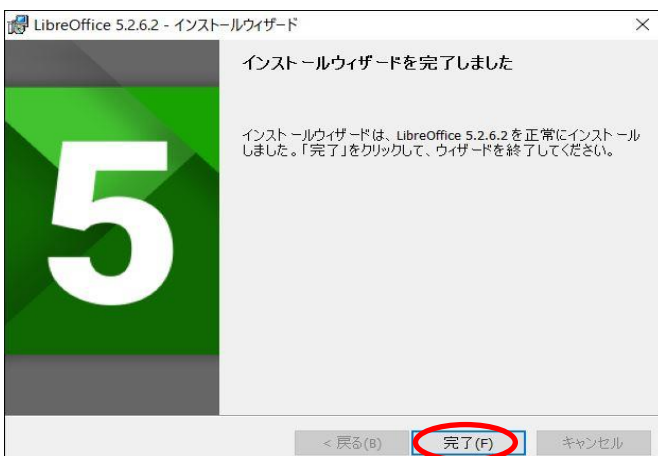 LibreOffice 5.2.6.2 - インストールウィザード
インストールウィザードを完了しました
インストールウィザードは、LibreOffice 5.2.6.2 を正常にインストール
しました。「完了」をクリックして、ウィザードを終了してください。
5
< 戻る(B) 完了(F) キャンセル